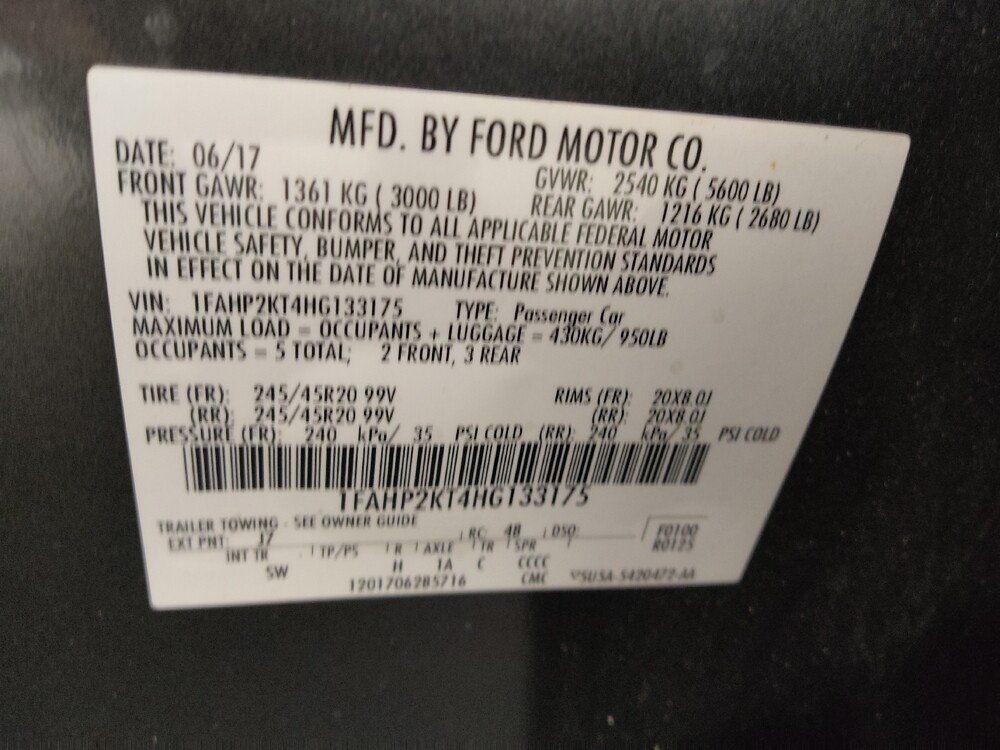 MFD. BY FORD MOTOR CO.
DATE: 06/17 GVWR: 2540 KG ( 5600 LB)
FRONT GAWR: 1361 KG ( 3000 LB) REAR GAWR: 1216 KG ( 2680 LB)
THIS VEHICLE CONFORMS TO ALL APPLICABLE FEDERAL MOTOR
VEHICLE SAFETY, BUMPER, AND THEFT PREVENTION STANDARDS
IN EFFECT ON THE DATE OF MANUFACTURE SHOWN ABOVE.
VIN: 1FAHP2KT4HG133175 TYPE: Passenger Car
MAXIMUM LOAD = OCCUPANTS + LUGGAGE = 430KG/ 950LB
OCCUPANTS = 5 TOTAL; 2 FRONT, 3 REAR
TIRE (FR): 245/45R20 99V RIMS (FR): 20X8.0J
(RR): 245/45R20 99V (RR): 20X8.0J
PRESSURE (FR): 240 kPa/ 35 PSI COLD (RR): 240 kPa/ 35 PSI COLD
1FAHP2KT4HG133175
TRAILER TOWING - SEE OWNER GUIDE
EXT PNT: J7 RC: 48 DSO: F0100
INT TR TP/PS R AXLE TR SPR R0125
SW H 1A C CCCC
1201706285716 CMC